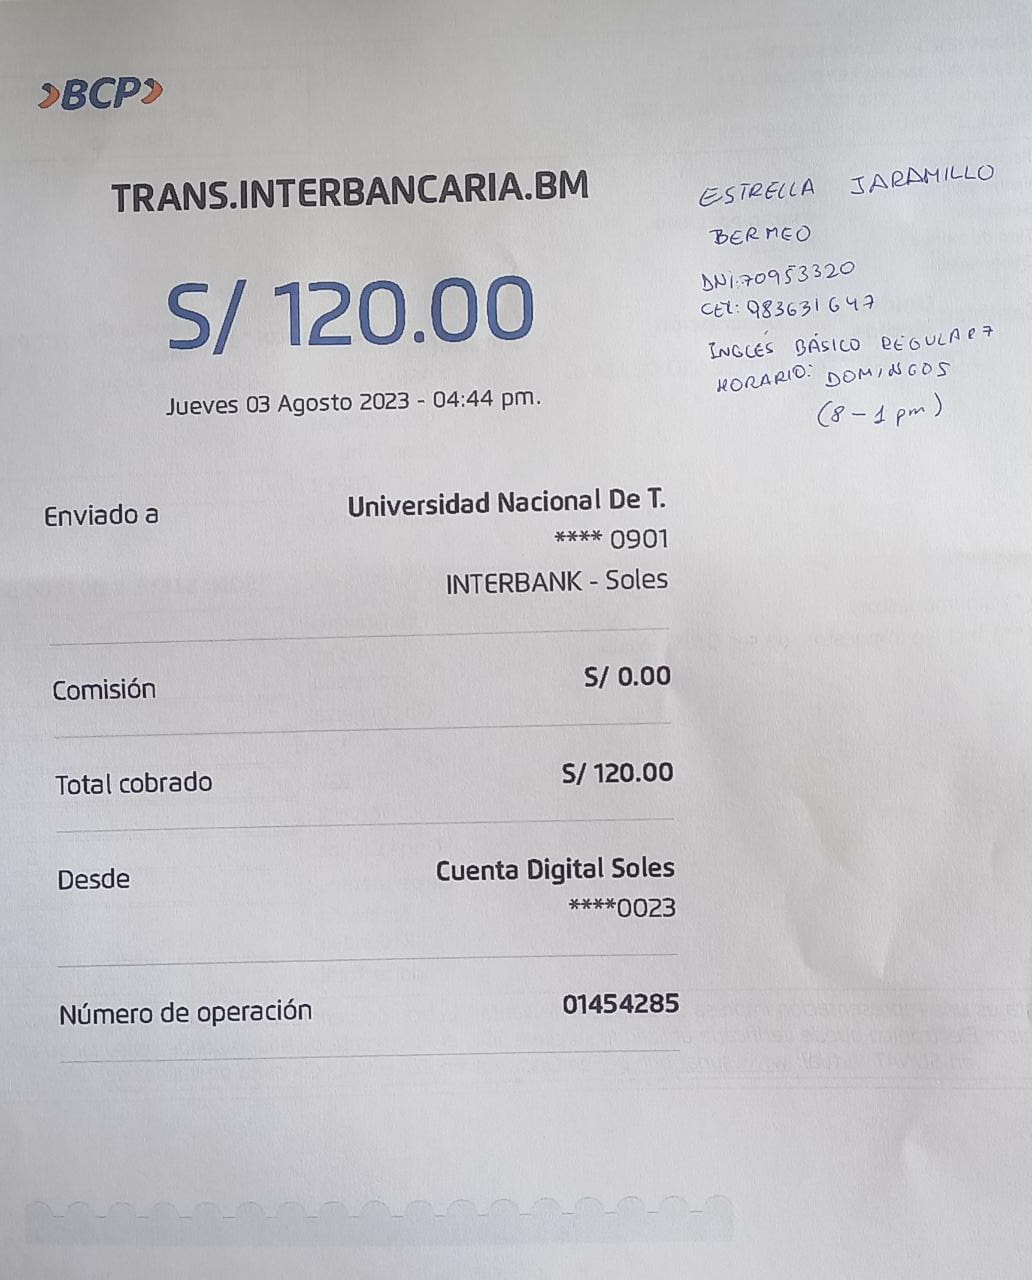 BCP
TRANS.INTERBANCARIA.BM
S/ 120.00
Jueves 03 Agosto 2023 - 04:44 pm.
ESTRELLA JARAMILLO
BERMEO
DNI:70953320
CEL: 983631647
INGLÉS BÁSICO REGULAR 7
HORARIO: DOMINGOS
(8 - 1 pm)
Enviado a Universidad Nacional De T.
**** 0901
INTERBANK - Soles
Comisión S/ 0.00
Total cobrado S/ 120.00
Desde Cuenta Digital Soles
****0023
Número de operación 01454285